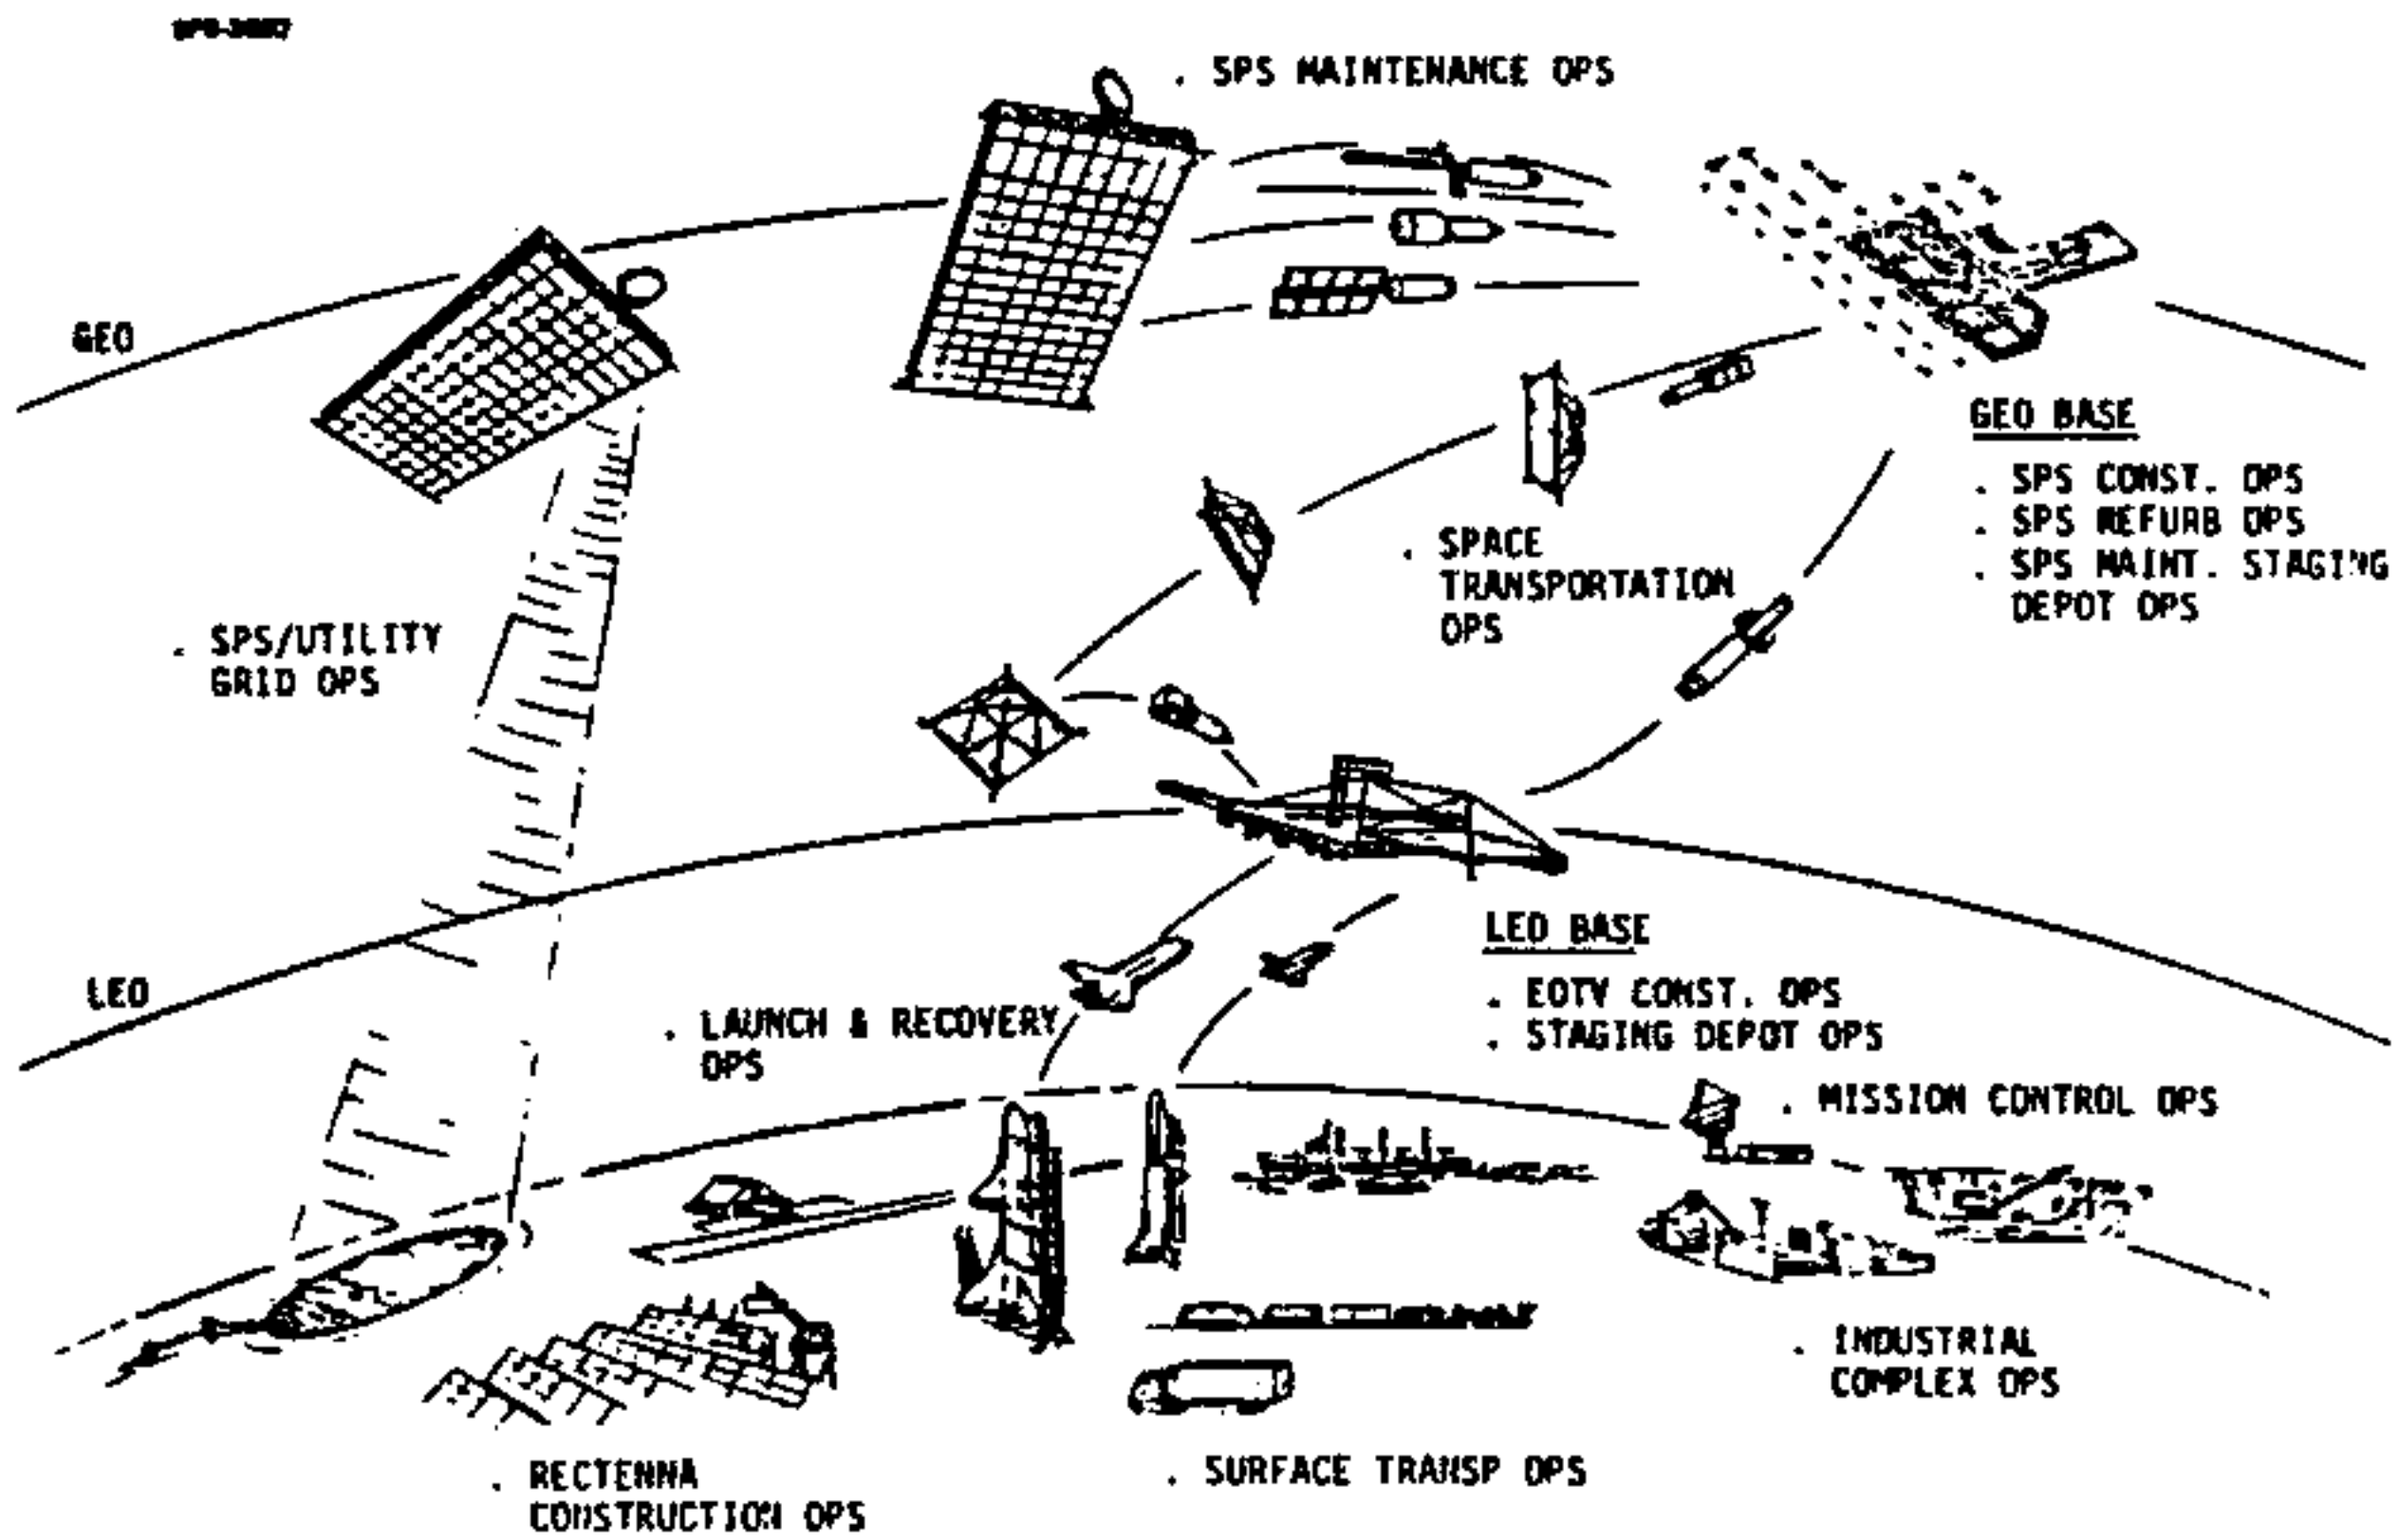 . SPS MAINTENANCE OPS
GEO
GEO BASE
. SPS CONST. OPS
. SPS REFURB OPS
. SPS MAINT. STAGING
DEPOT OPS
. SPACE
TRANSPORTATION
OPS
. SPS/UTILITY
GRID OPS
LEO BASE
. EOTV CONST. OPS
. STAGING DEPOT OPS
LEO
. LAUNCH & RECOVERY
OPS
. MISSION CONTROL OPS
. INDUSTRIAL
COMPLEX OPS
. RECTENNA
CONSTRUCTION OPS
. SURFACE TRANSP OPS